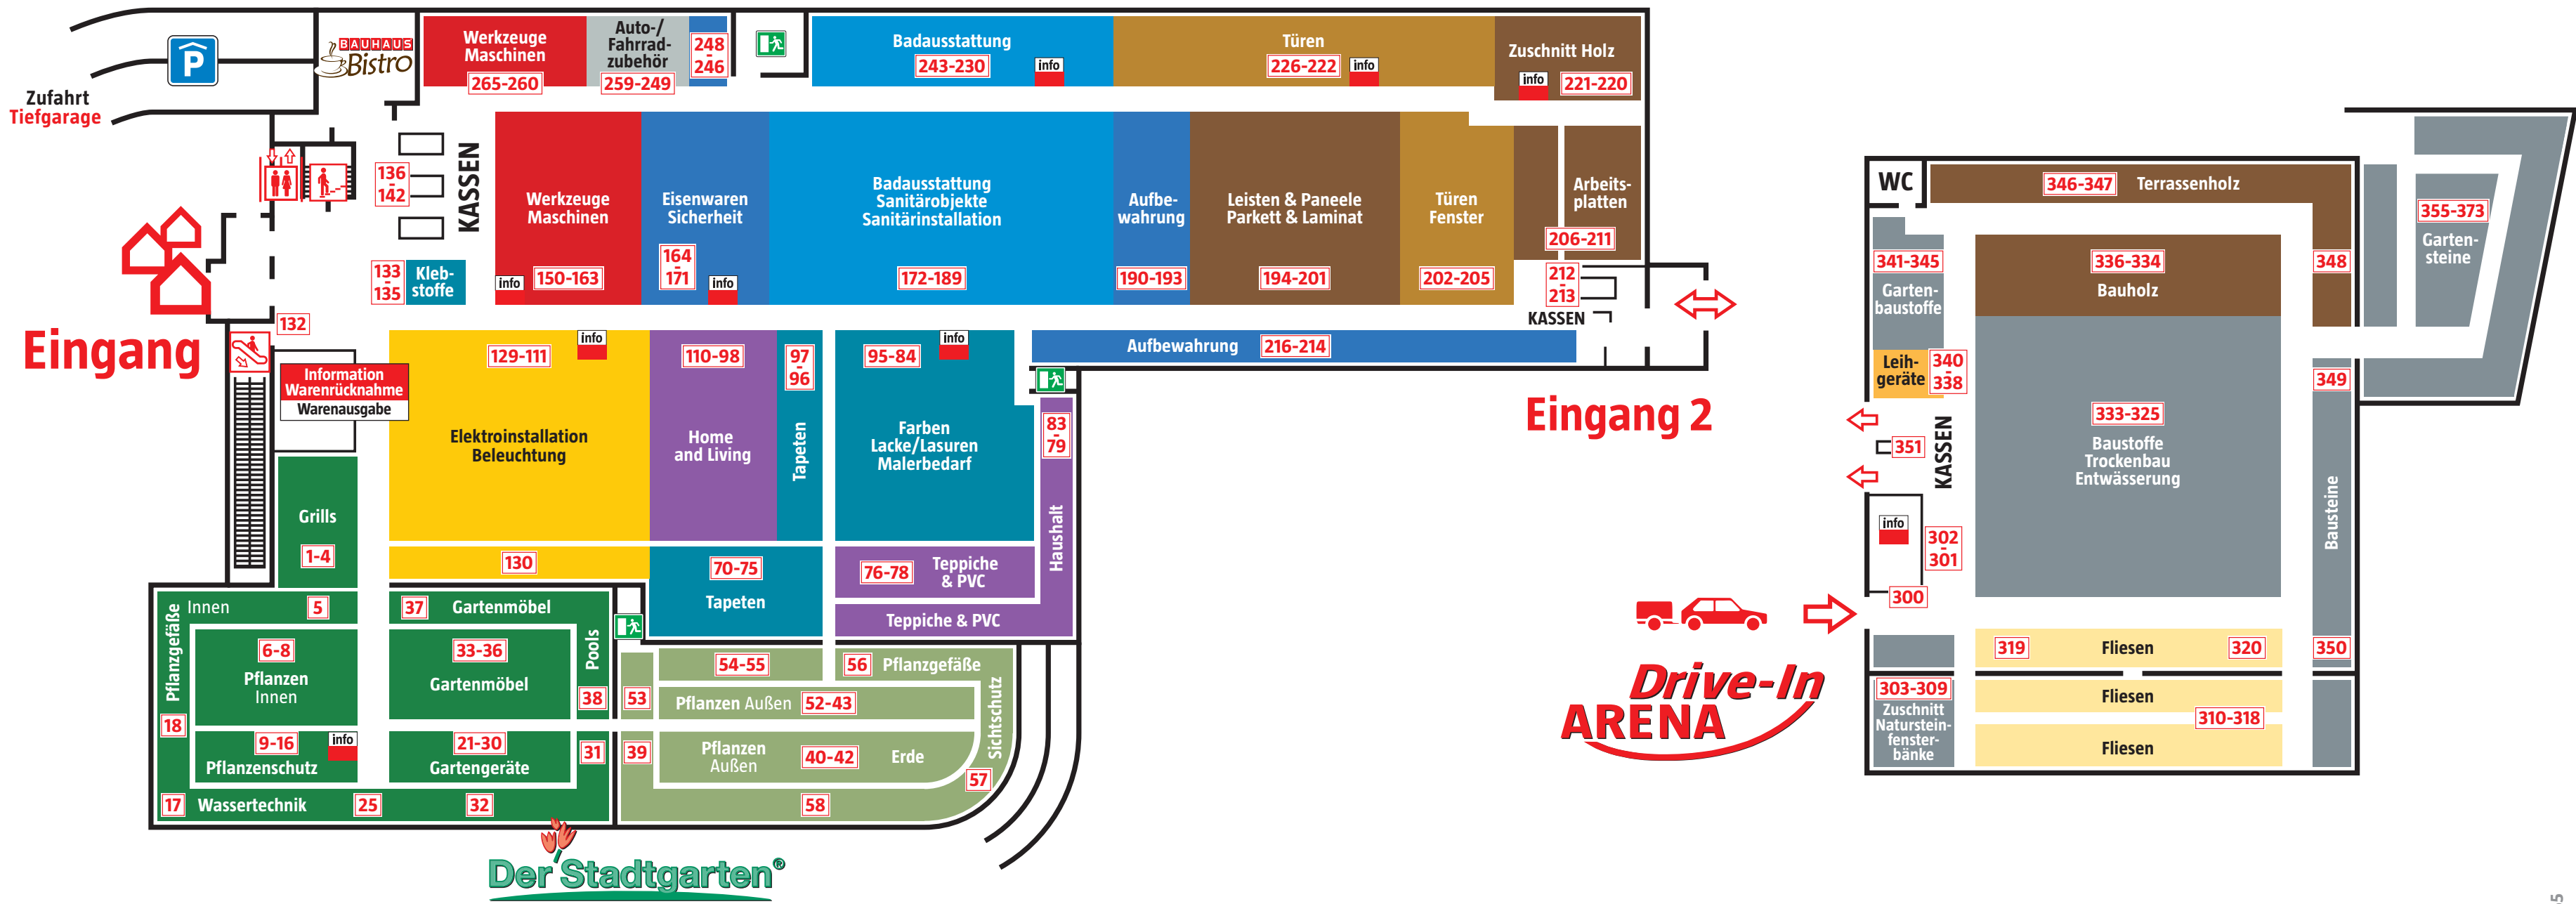 P
Zufahrt
Tiefgarage
BAUHAUS
Bistro
Werkzeuge
Maschinen
265-260
Auto-/
Fahrrad-
zubehör
259-249
248
-
246
Badausstattung
243-230
info
Türen
226-222
info
Zuschnitt Holz
info
221-220
136
-
142
KASSEN
133
-
135
Kleb-
stoffe
Werkzeuge
Maschinen
info
150-163
Eisenwaren
Sicherheit
164
-
171
info
Badausstattung
Sanitärobjekte
Sanitärinstallation
172-189
Aufbe-
wahrung
190-193
Leisten & Paneele
Parkett & Laminat
194-201
Türen
Fenster
202-205
Arbeits-
platten
206-211
212
-
213
KASSEN
Eingang
132
Information
Warenrücknahme
Warenausgabe
129-111
info
Elektroinstallation
Beleuchtung
130
110-98
Home
and Living
97
-
96
Tapeten
95-84
info
Farben
Lacke/Lasuren
Malerbedarf
Aufbewahrung
216-214
83
-
79
Haushalt
Eingang 2
70-75
Tapeten
76-78
Teppiche
& PVC
Teppiche & PVC
Grills
1-4
Pflanzgefäße
Innen
5
6-8
Pflanzen
Innen
18
9-16
info
Pflanzenschutz
17
Wassertechnik
25
32
37
Gartenmöbel
33-36
Gartenmöbel
Pools
38
21-30
Gartengeräte
31
53
54-55
56
Pflanzgefäße
Pflanzen Außen
52-43
Sichtschutz
39
Pflanzen
Außen
40-42
Erde
57
58
Der Stadtgarten®
WC
346-347
Terrassenholz
341-345
Garten-
baustoffe
336-334
Bauholz
348
355-373
Garten-
steine
Leih-
geräte
340
-
338
349
333-325
Baustoffe
Trockenbau
Entwässerung
351
KASSEN
Bausteine
info
302
-
301
300
Drive-In
ARENA
319
Fliesen
320
350
303-309
Zuschnitt
Naturstein-
fenster-
bänke
Fliesen
310-318
Fliesen
5